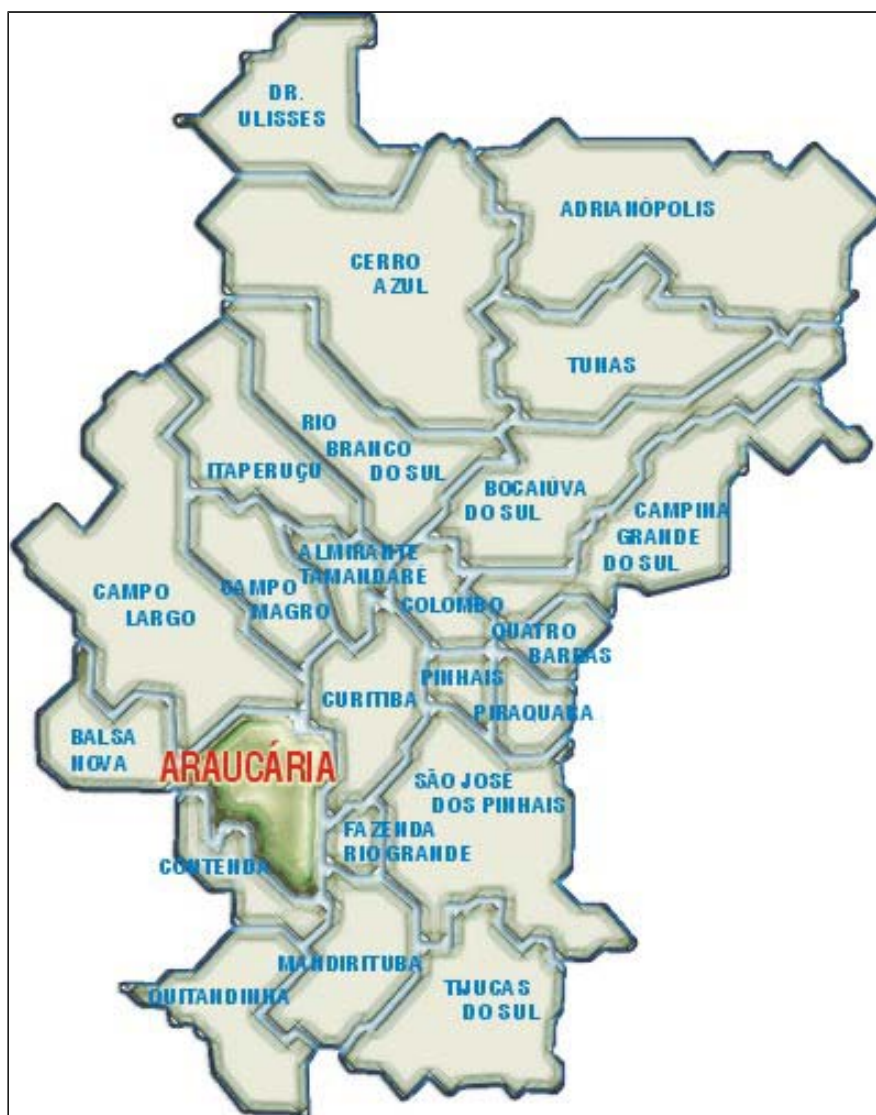 DR.
ULISSES
ADRIANÓPOLIS
CERRO
AZUL
TUNAS
RIO
BRANCO
DO SUL
ITAPERUÇU
BOCAIÚVA
DO SUL
CAMPINA
GRANDE
DO SUL
ALMIRANTE
TAMANDARÉ
CAMPO
MAGRO
CAMPO
LARGO
COLOMBO
QUATRO
BARRAS
PINHAIS
CURITIBA
PIRAQUARA
BALSA
NOVA
ARAUCÁRIA
SÃO JOSÉ
DOS PINHAIS
FAZENDA
RIO GRANDE
CONTENDA
MANDIRITUBA
QUITANDINHA
TIJUCAS
DO SUL